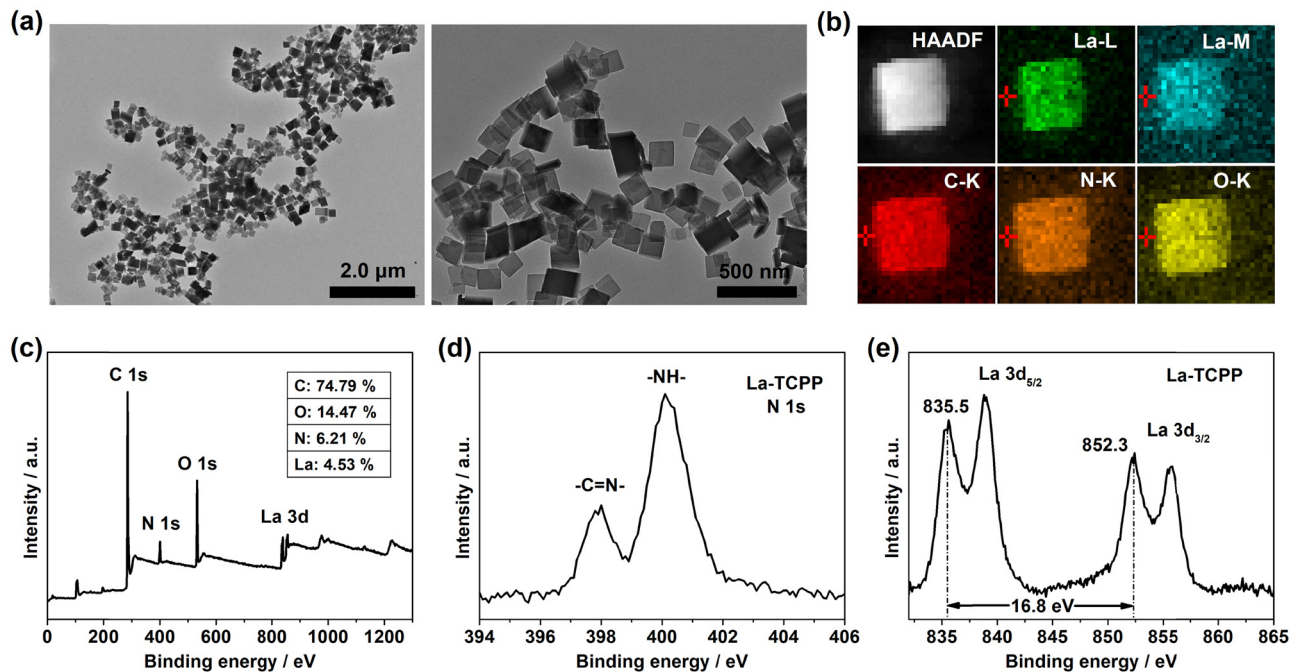 (a)
2.0 μm
500 nm
(b)
HAADF
La-L
La-M
C-K
N-K
O-K
(c)
C 1s
N 1s
O 1s
La 3d
C: 74.79 %
O: 14.47 %
N: 6.21 %
La: 4.53 %
Intensity / a.u.
0 200 400 600 800 1000 1200
Binding energy / eV
(d)
-C=N-
-NH-
La-TCPP
N 1s
Intensity / a.u.
394 396 398 400 402 404 406
Binding energy / eV
(e)
La-TCPP
835.5
La 3d5/2
852.3
La 3d3/2
16.8 eV
Intensity / a.u.
835 840 845 850 855 860 865
Binding energy / eV